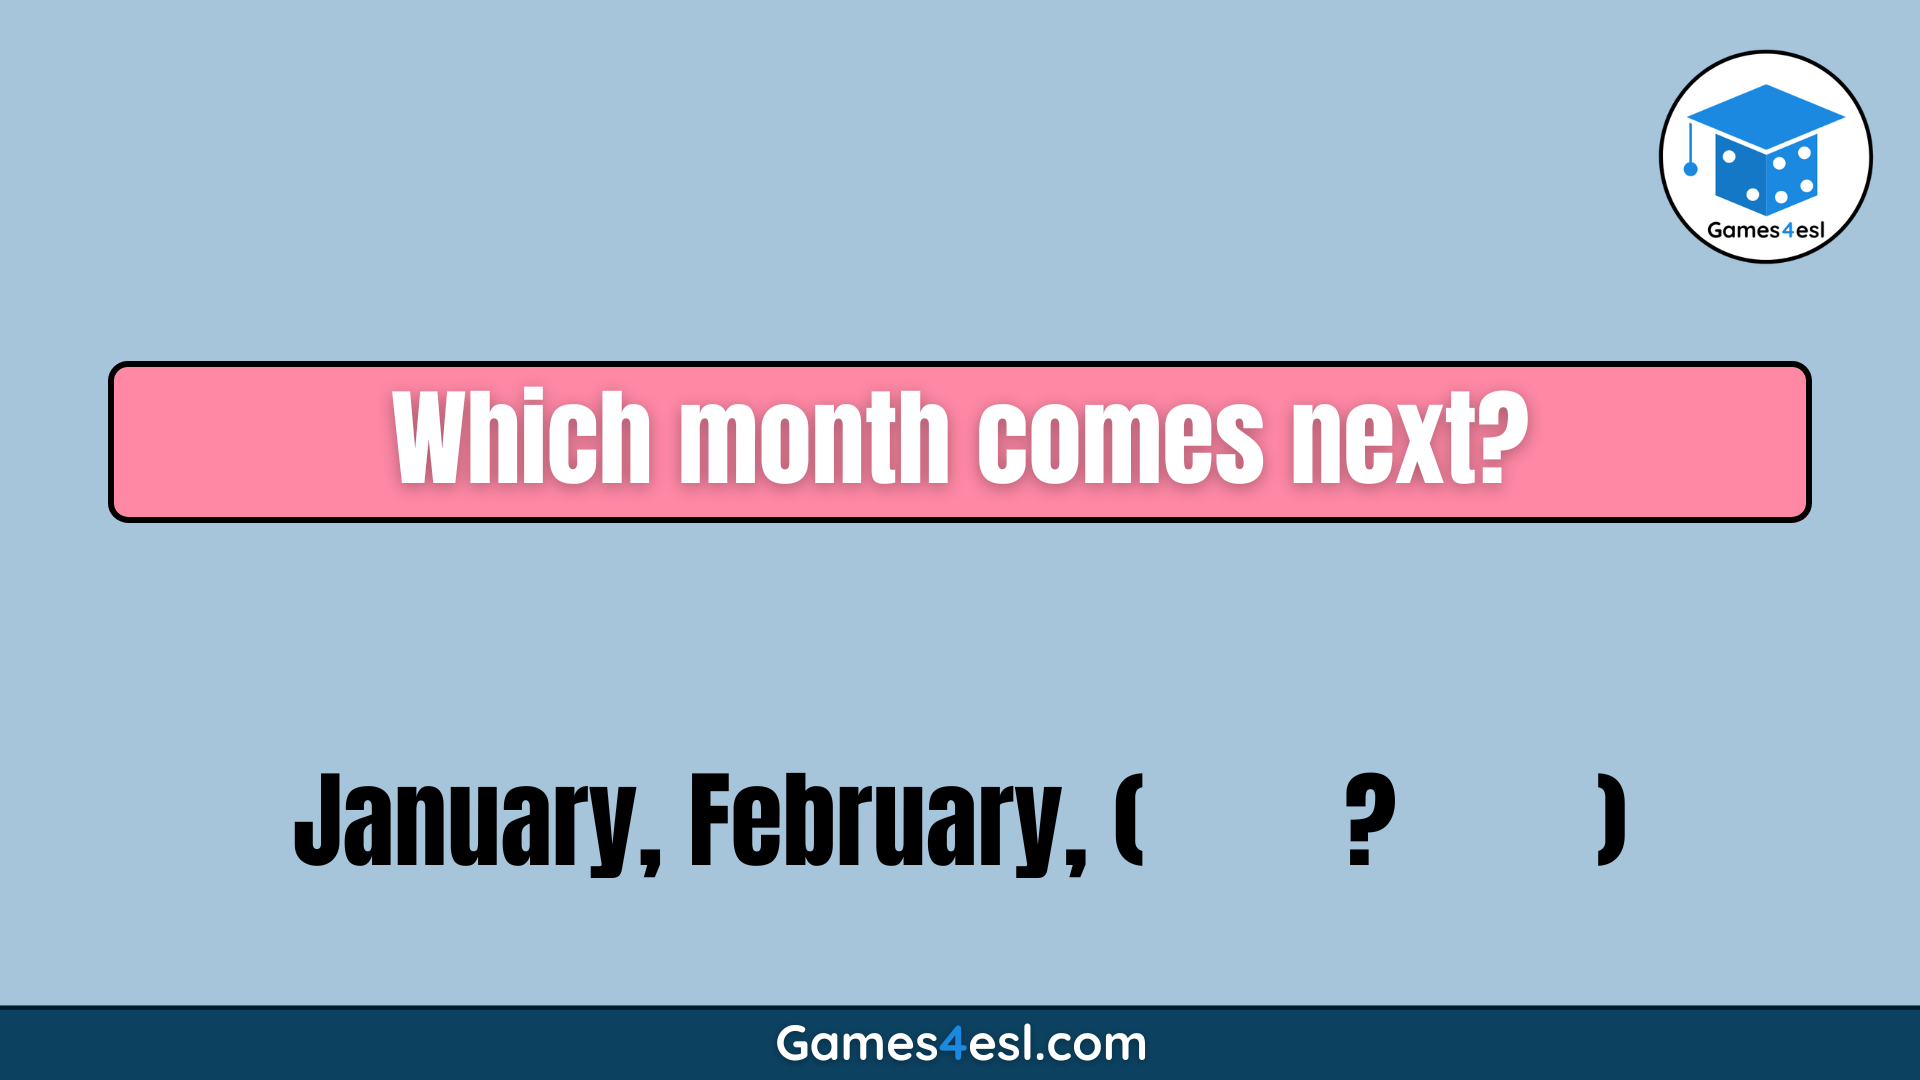 Games4esl
Which month comes next?
January, February, ( ? )
Games4esl.com